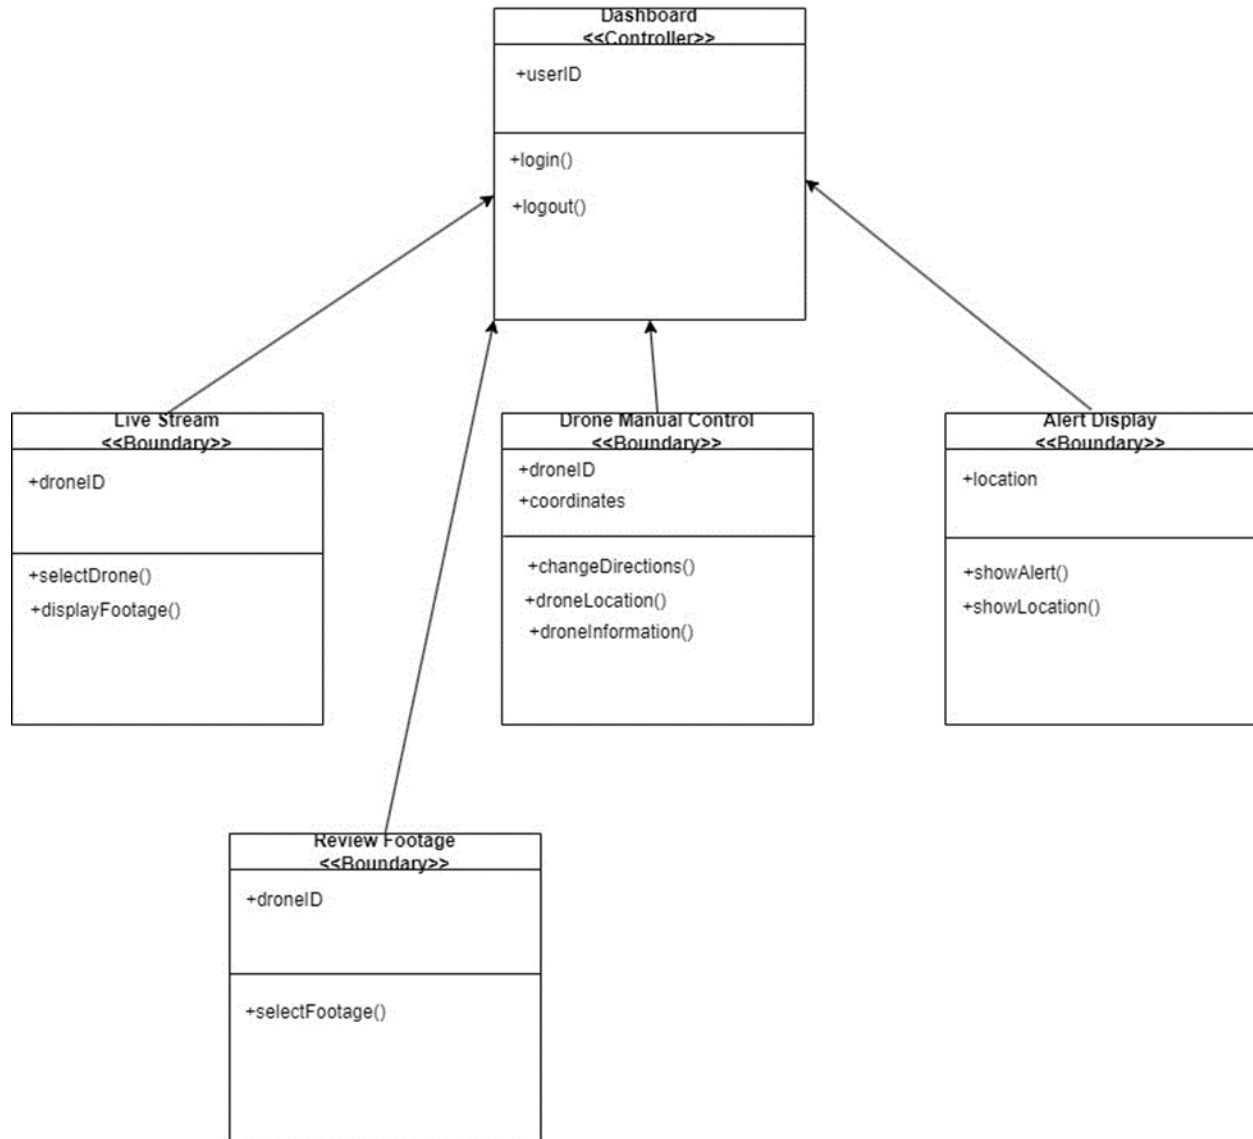 Dashboard
<<Controller>>
+userID
+login()
+logout()
Live Stream
<<Boundary>>
+droneID
+selectDrone()
+displayFootage()
Drone Manual Control
<<Boundary>>
+droneID
+coordinates
+changeDirections()
+droneLocation()
+droneInformation()
Alert Display
<<Boundary>>
+location
+showAlert()
+showLocation()
Review Footage
<<Boundary>>
+droneID
+selectFootage()